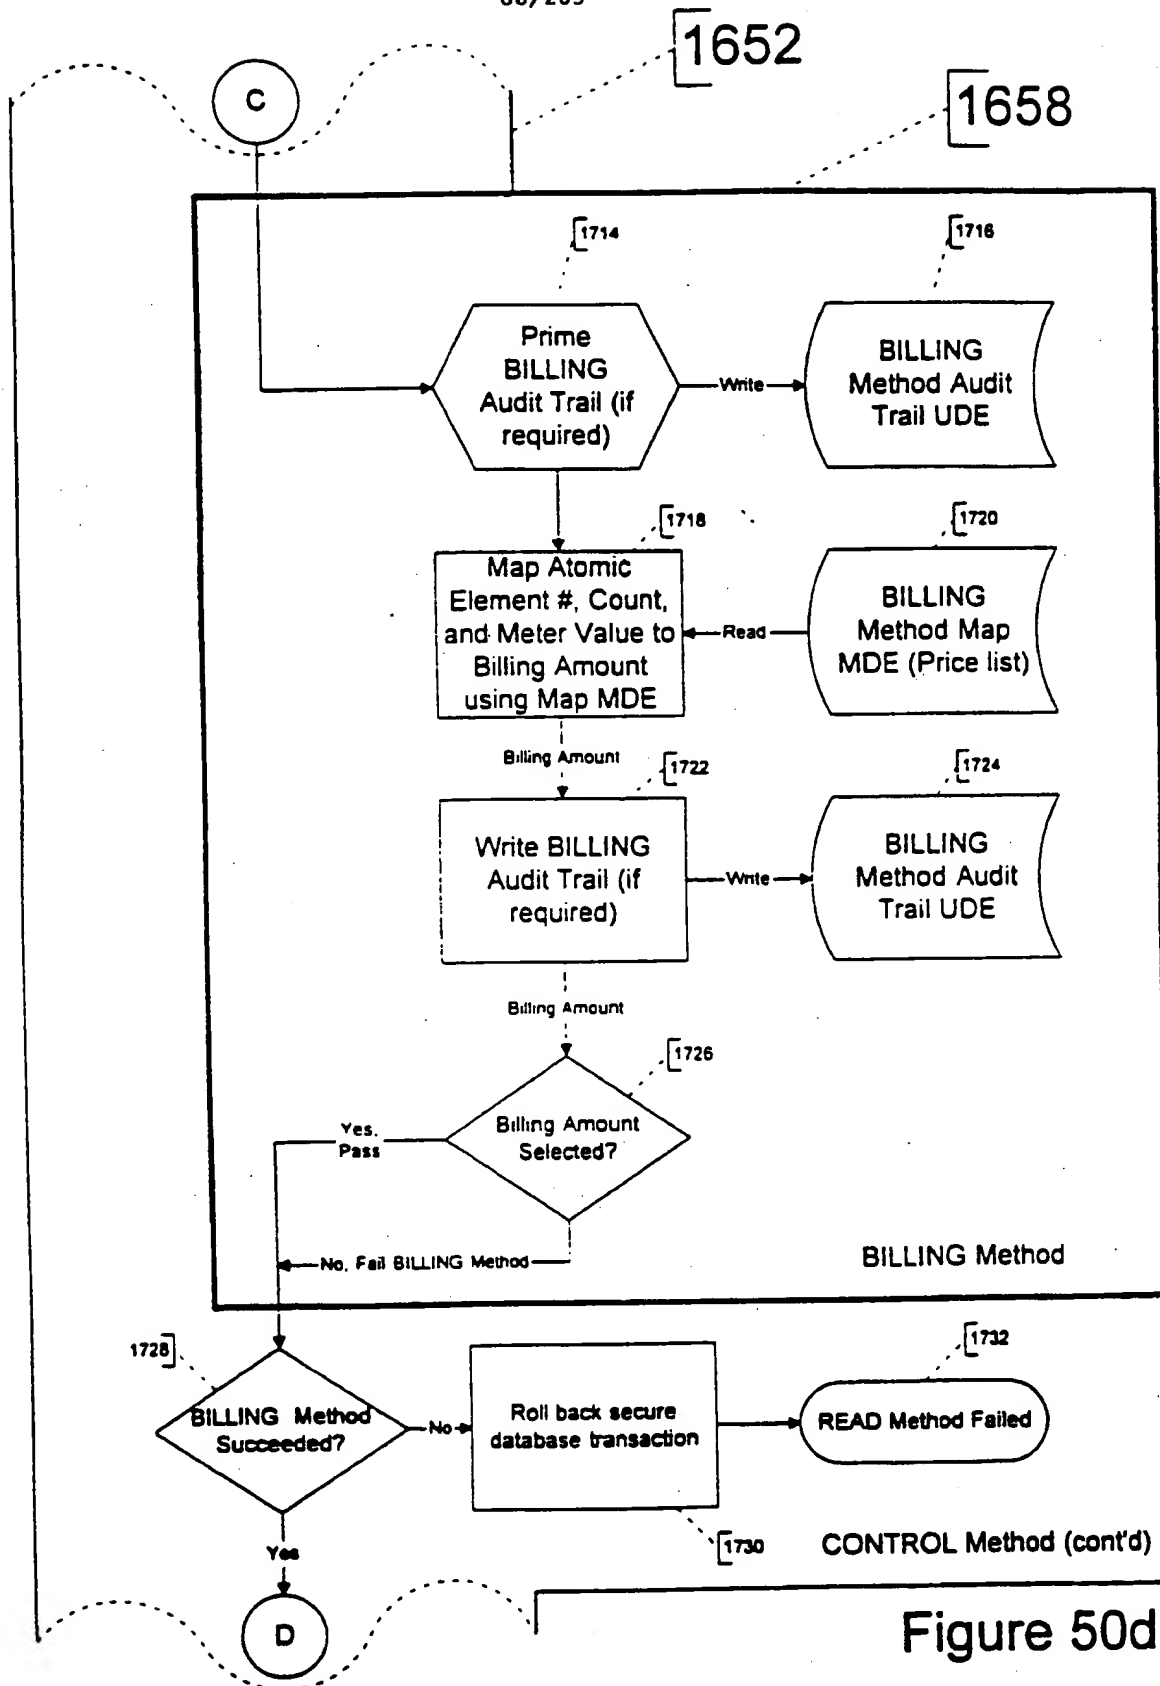 1652
C
1658
1714
1716
Prime
BILLING
Audit Trail (if
required)
Write
BILLING
Method Audit
Trail UDE
1718
1720
Map Atomic
Element #, Count,
and Meter Value to
Billing Amount
using Map MDE
Read
BILLING
Method Map
MDE (Price list)
Billing Amount
1722
1724
Write BILLING
Audit Trail (if
required)
Write
BILLING
Method Audit
Trail UDE
Billing Amount
1726
Billing Amount
Selected?
Yes,
Pass
No, Fail BILLING Method
BILLING Method
1728
1732
BILLING Method
Succeeded?
No
Roll back secure
database transaction
READ Method Failed
1730
CONTROL Method (cont'd)
Yes
D
Figure 50d